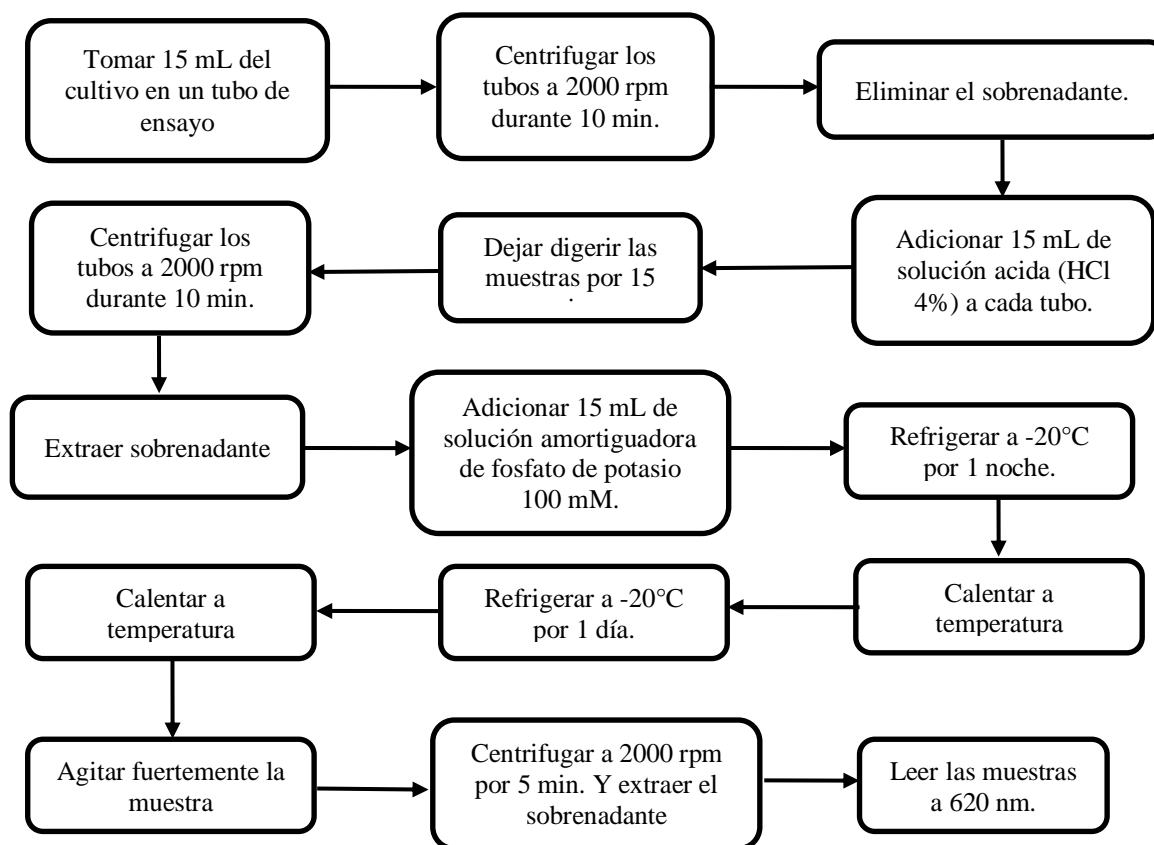 Tomar 15 mL del
cultivo en un tubo de
ensayo
Centrifugar los
tubos a 2000 rpm
durante 10 min.
Eliminar el sobrenadante.
Adicionar 15 mL de
solución acida (HCl
4%) a cada tubo.
Dejar digerir las
muestras por 15
Centrifugar los
tubos a 2000 rpm
durante 10 min.
Extraer sobrenadante
Adicionar 15 mL de
solución amortiguadora
de fosfato de potasio
100 mM.
Refrigerar a -20°C
por 1 noche.
Calentar a
temperatura
Refrigerar a -20°C
por 1 día.
Calentar a
temperatura
Agitar fuertemente la
muestra
Centrifugar a 2000 rpm
por 5 min. Y extraer el
sobrenadante
Leer las muestras
a 620 nm.